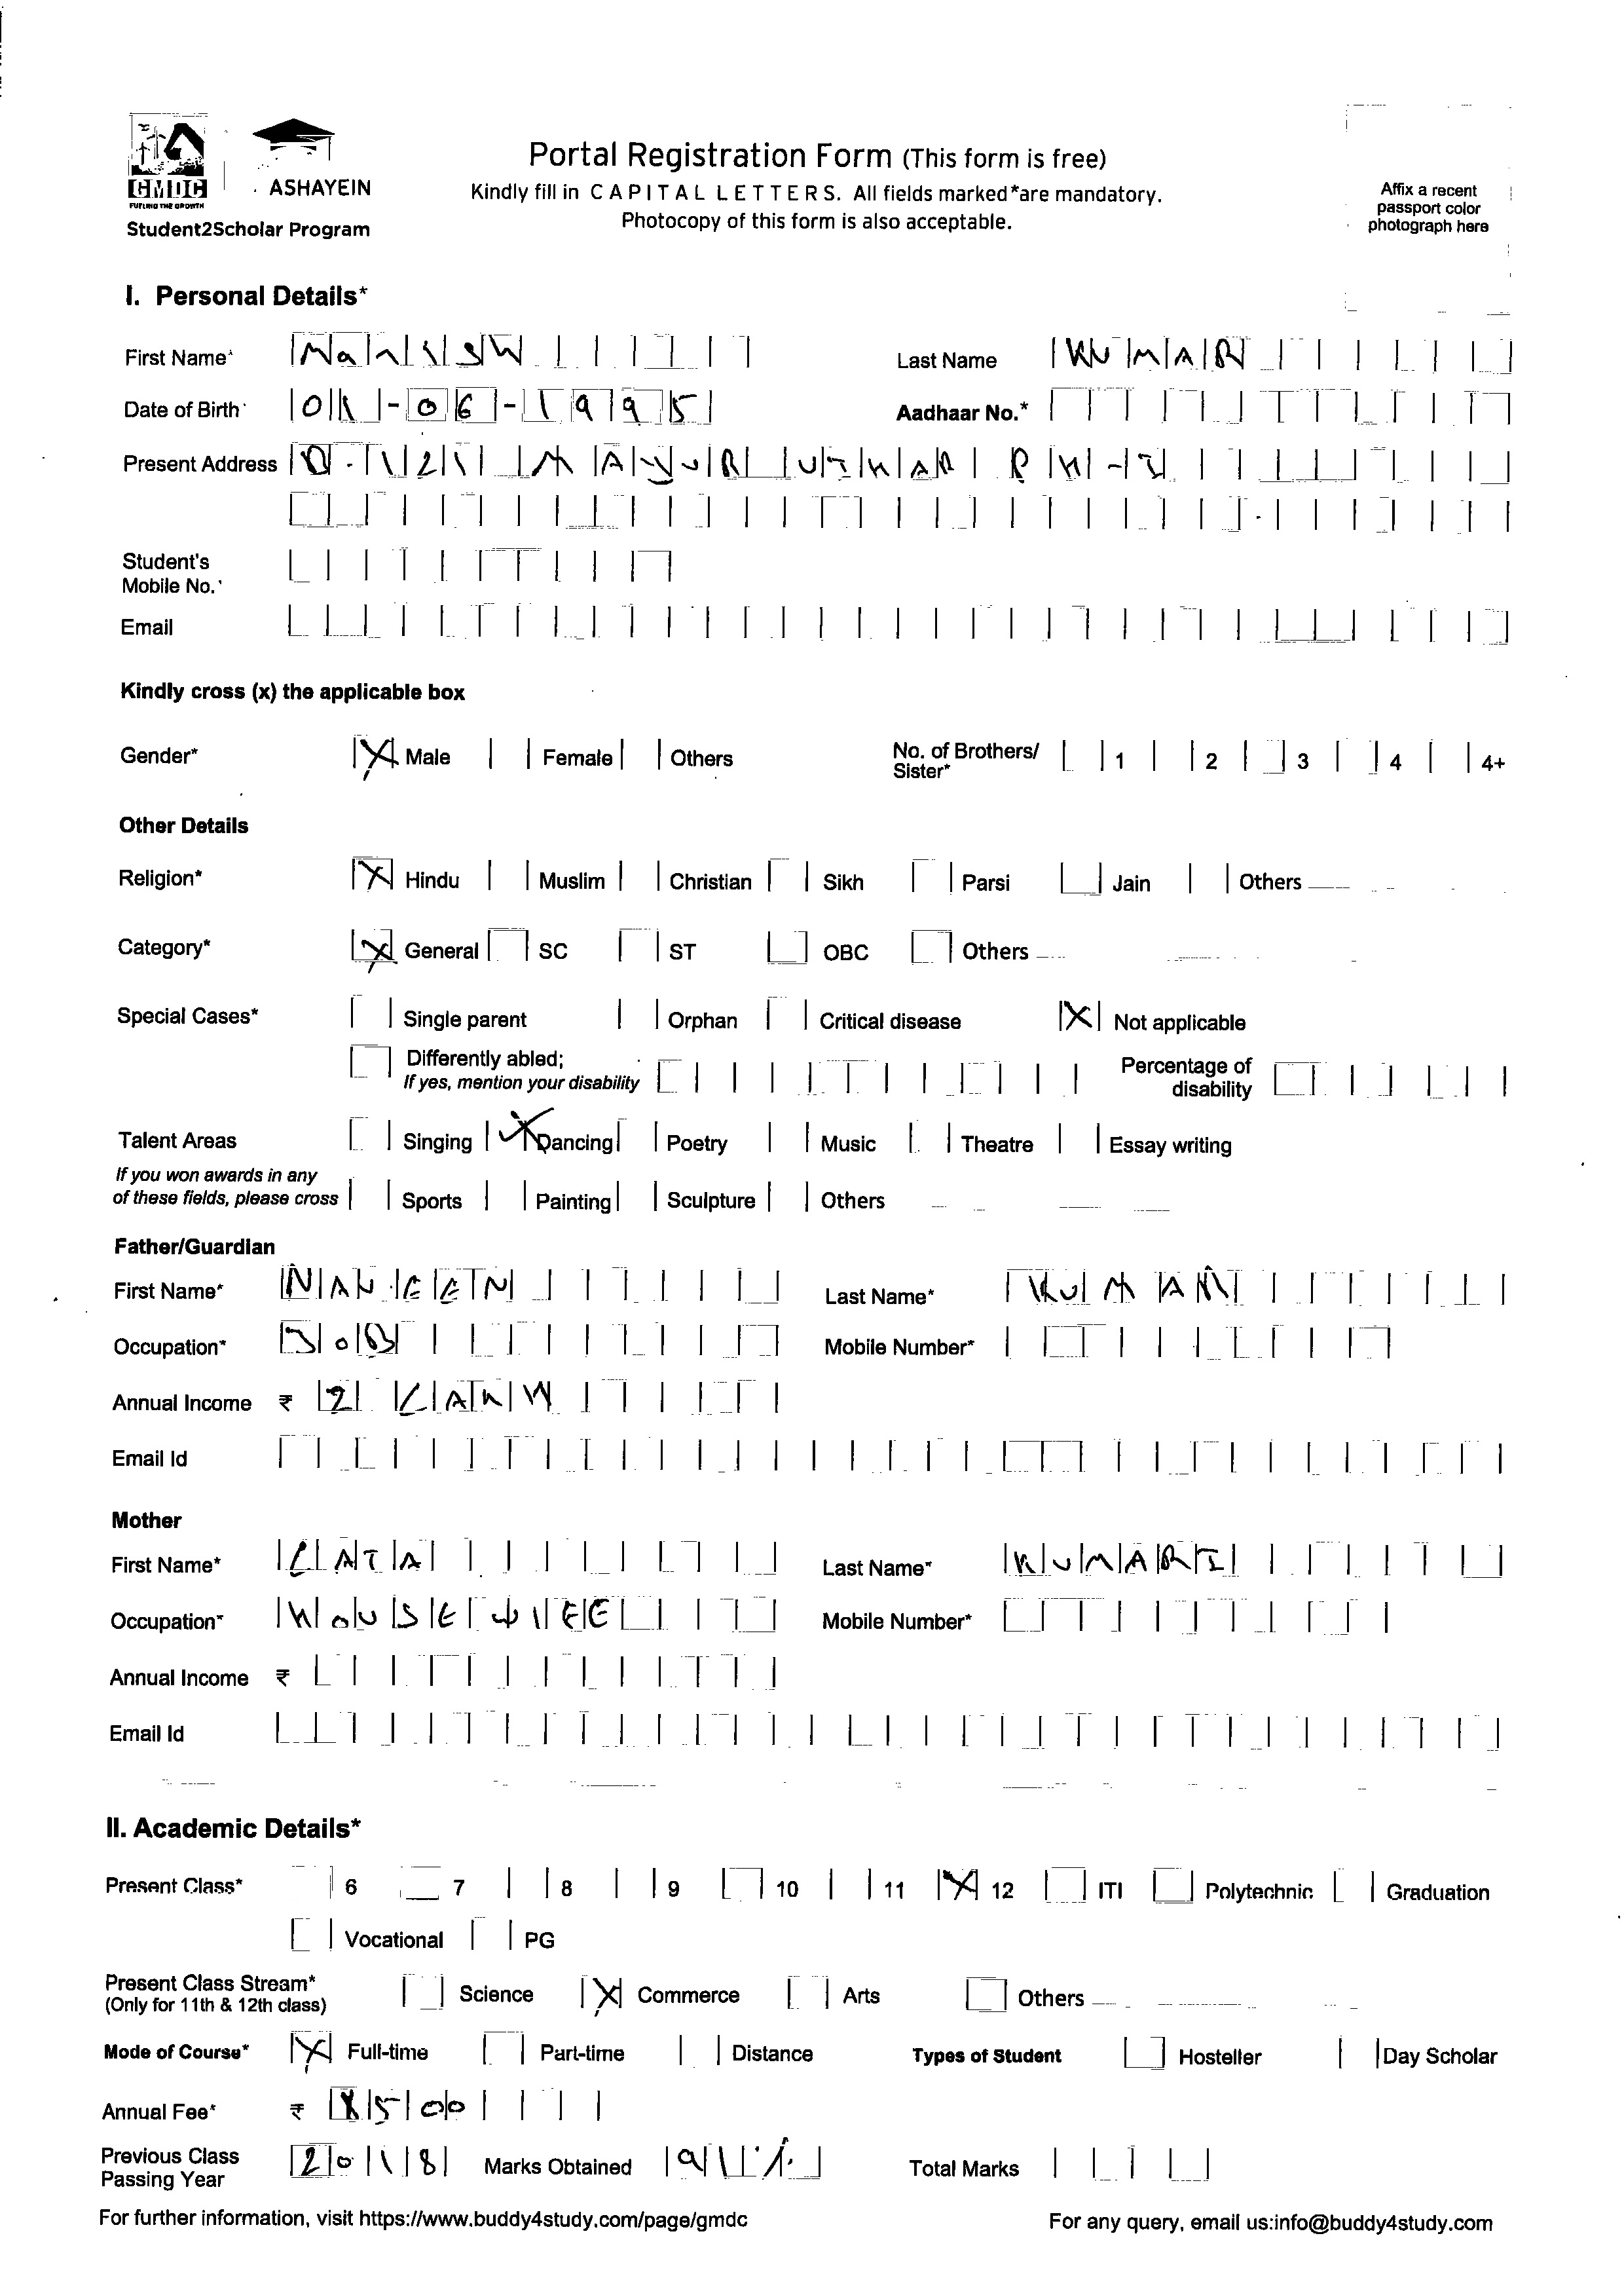 GMDC
FUELING THE GROWTH
ASHAYEIN
Student2Scholar Program
Portal Registration Form (This form is free)
Kindly fill in CAPITAL LETTERS. All fields marked*are mandatory.
Photocopy of this form is also acceptable.
Affix a recent
passport color
photograph here
I. Personal Details*
First Name* Last Name KUMAR
Date of Birth* 01-06-1995 Aadhaar No.*
Present Address MAYUR VIHAR PH-I
Student's
Mobile No.*
Email
Kindly cross (x) the applicable box
Gender* X Male Female Others No. of Brothers/ Sister* 1 2 3 4 4+
Other Details
Religion* X Hindu Muslim Christian Sikh Parsi Jain Others
Category* X General SC ST OBC Others
Special Cases* Single parent Orphan Critical disease X Not applicable
Differently abled; If yes, mention your disability Percentage of disability
Talent Areas Singing X Dancing Poetry Music Theatre Essay writing
If you won awards in any
of these fields, please cross Sports Painting Sculpture Others
Father/Guardian
First Name* NAVEEN Last Name* KUMAR
Occupation* JOB Mobile Number*
Annual Income ₹ 2 LAKH
Email Id
Mother
First Name* LATA Last Name* KUMARI
Occupation* Mobile Number*
Annual Income ₹
Email Id
II. Academic Details*
Present Class* 6 7 8 9 10 11 X 12 ITI Polytechnic Graduation
Vocational PG
Present Class Stream*
(Only for 11th & 12th class) Science X Commerce Arts Others
Mode of Course* X Full-time Part-time Distance Types of Student Hosteller Day Scholar
Annual Fee* ₹ 500
Previous Class
Passing Year 2018 Marks Obtained 91% Total Marks
For further information, visit https://www.buddy4study.com/page/gmdc For any query, email us:info@buddy4study.com